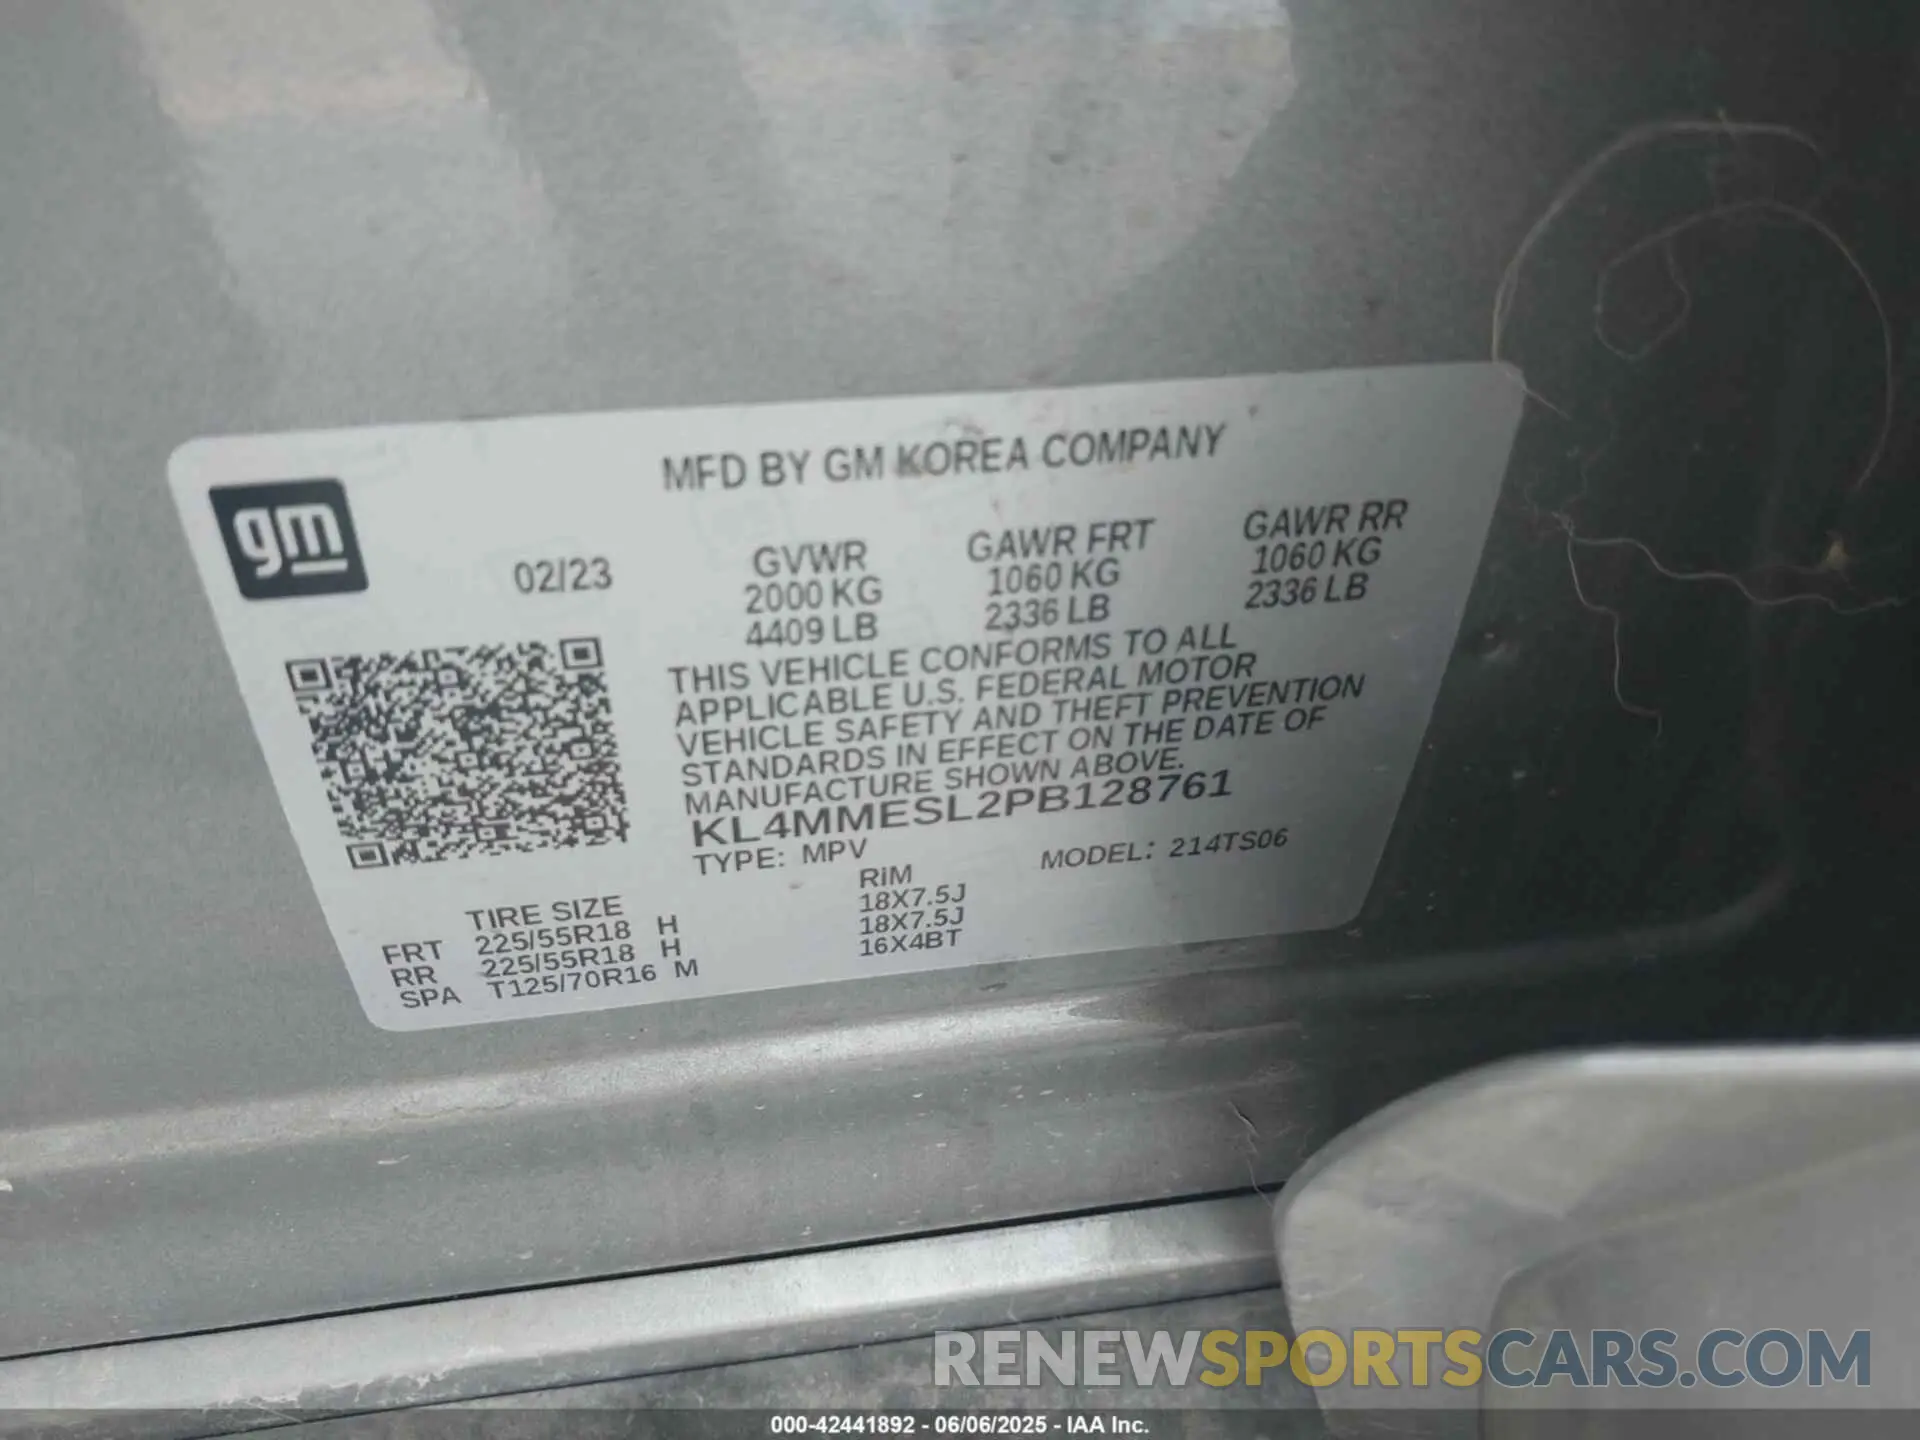 MFD BY GM KOREA COMPANY
gm
02/23
GVWR GAWR FRT GAWR RR
2000 KG 1060 KG 1060 KG
4409 LB 2336 LB 2336 LB
THIS VEHICLE CONFORMS TO ALL
APPLICABLE U.S. FEDERAL MOTOR
VEHICLE SAFETY AND THEFT PREVENTION
STANDARDS IN EFFECT ON THE DATE OF
MANUFACTURE SHOWN ABOVE.
KL4MMESL2PB128761
TYPE: MPV MODEL: 214TS06
TIRE SIZE RIM
FRT 225/55R18 H 18X7.5J
RR 225/55R18 H 18X7.5J
SPA T125/70R16 M 16X4BT
RENEWSPORTSCARS.COM
000-42441892 - 06/06/2025 - IAA Inc.